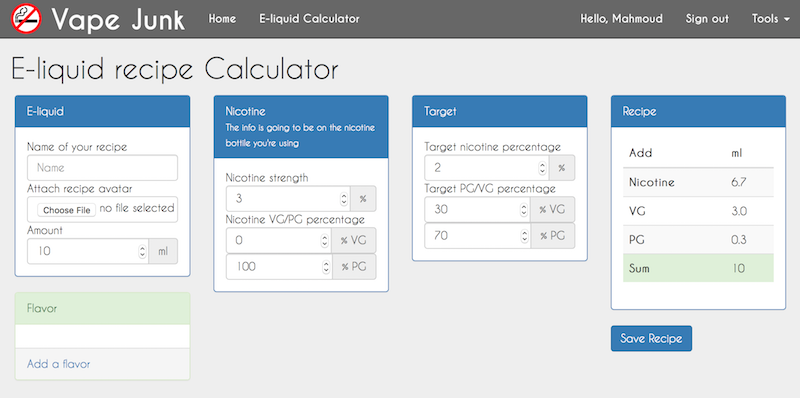 Vape Junk
Home
E-liquid Calculator
Hello, Mahmoud
Sign out
Tools
E-liquid recipe Calculator
E-liquid
Name of your recipe
Name
Attach recipe avatar
Choose File no file selected
Amount
10 ml
Flavor
Add a flavor
Nicotine
The info is going to be on the nicotine
bottile you're using
Nicotine strength
3 %
Nicotine VG/PG percentage
0 % VG
100 % PG
Target
Target nicotine percentage
2 %
Target PG/VG percentage
30 % VG
70 % PG
Recipe
Add ml
Nicotine 6.7
VG 3.0
PG 0.3
Sum 10
Save Recipe